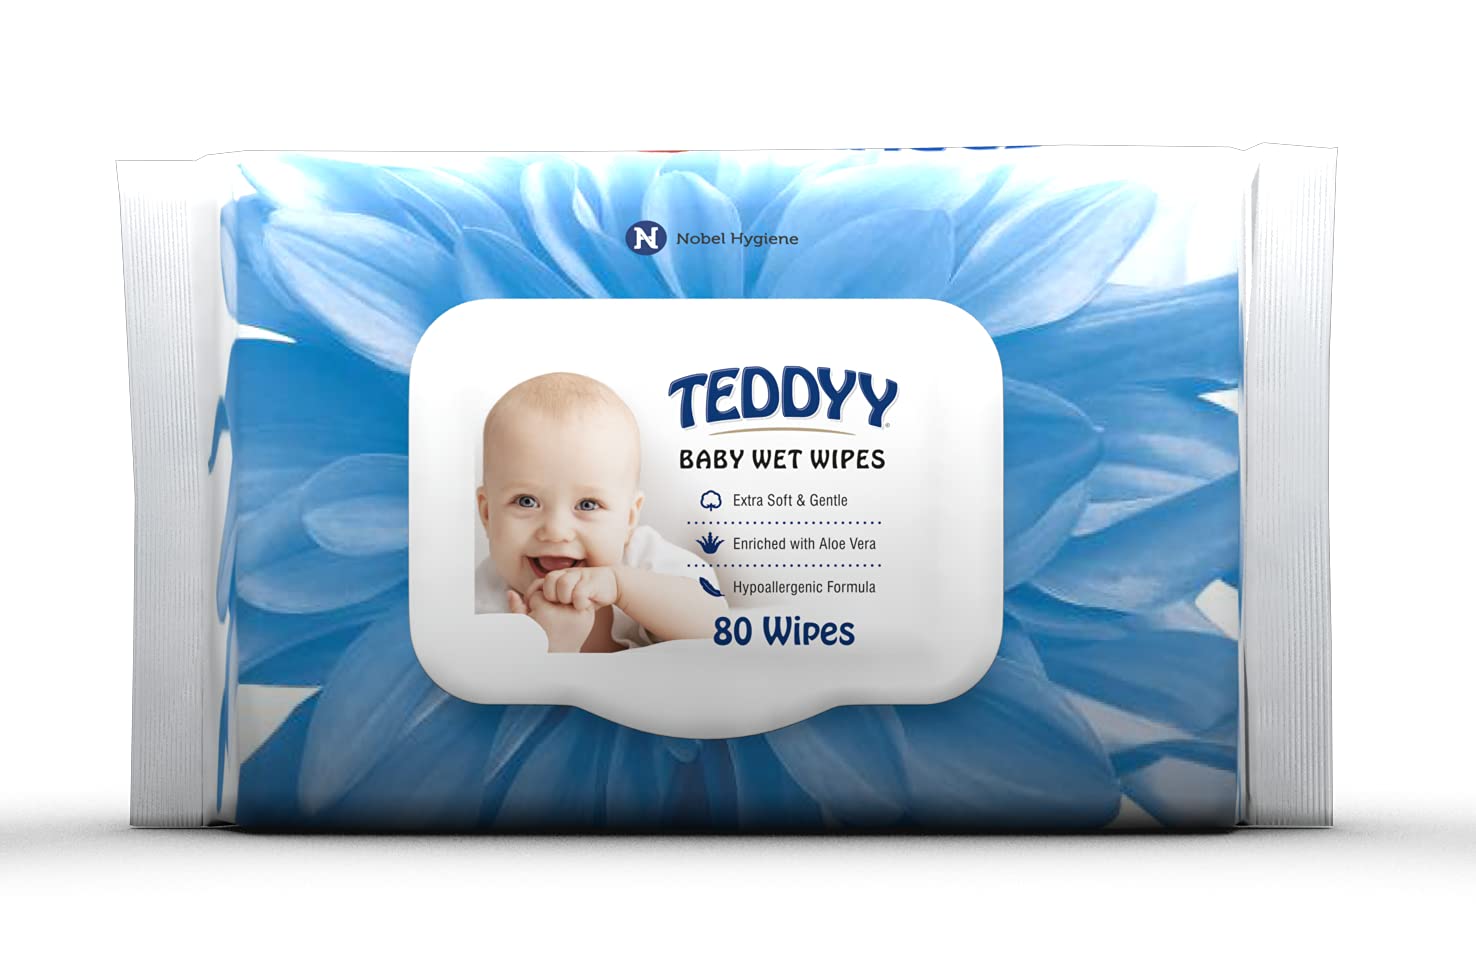 N Nobel Hygiene
TEDDYY®
BABY WET WIPES
Extra Soft & Gentle
Enriched with Aloe Vera
Hypoallergenic Formula
80 Wipes